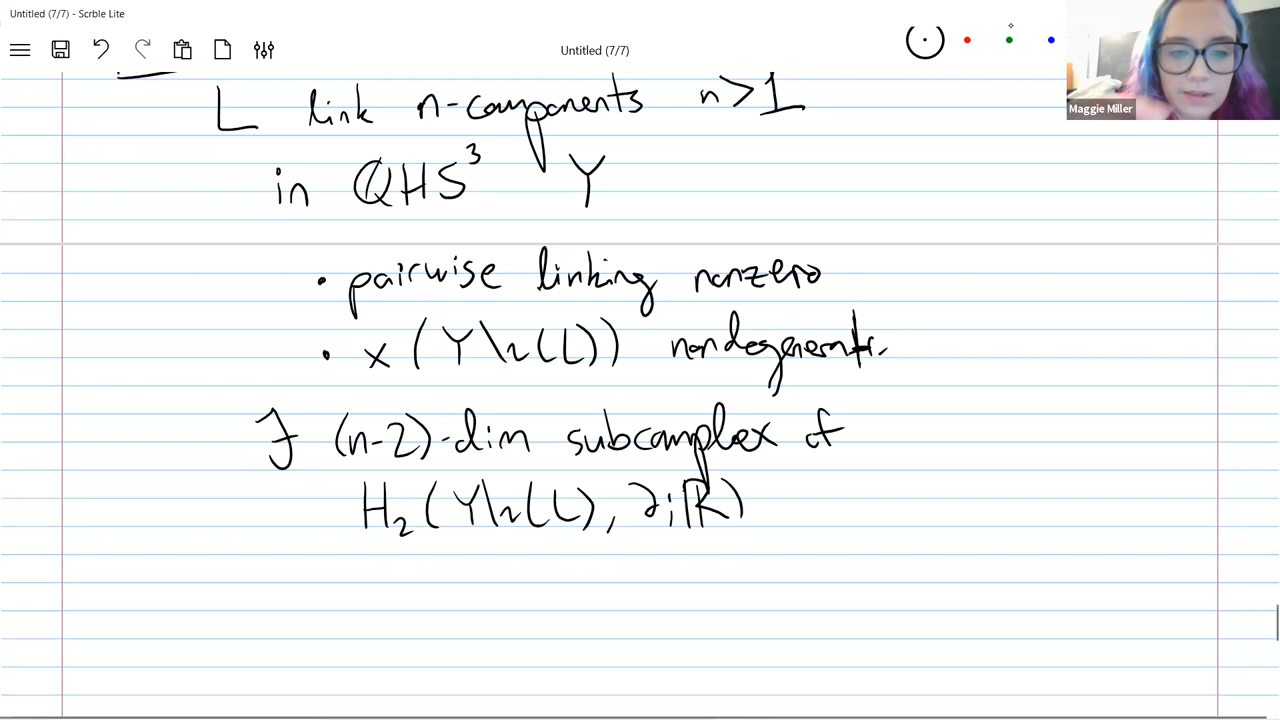 Untitled (7/7) - Scrble Lite
Untitled (7/7)
Maggie Miller
L link n-components n>1
in QHS³ Y
• pairwise linking nonzero
• x (Y\ν(L)) nondegenerate.
∃ (n-2)-dim subcomplex of
H₂(Y\ν(L), ∂; ℝ)